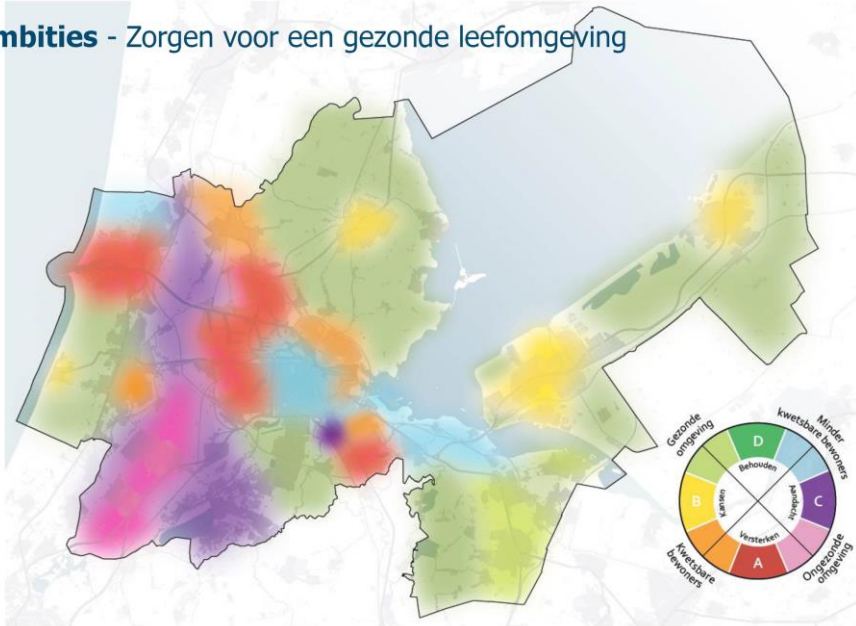 mbities - Zorgen voor een gezonde leefomgeving
Gezonde
omgeving
Minder
kwetsbare bewoners
D
Behouden
B
Kansen
Aandacht
C
Versterken
A
Kwetsbare
bewoners
Ongezonde
omgeving